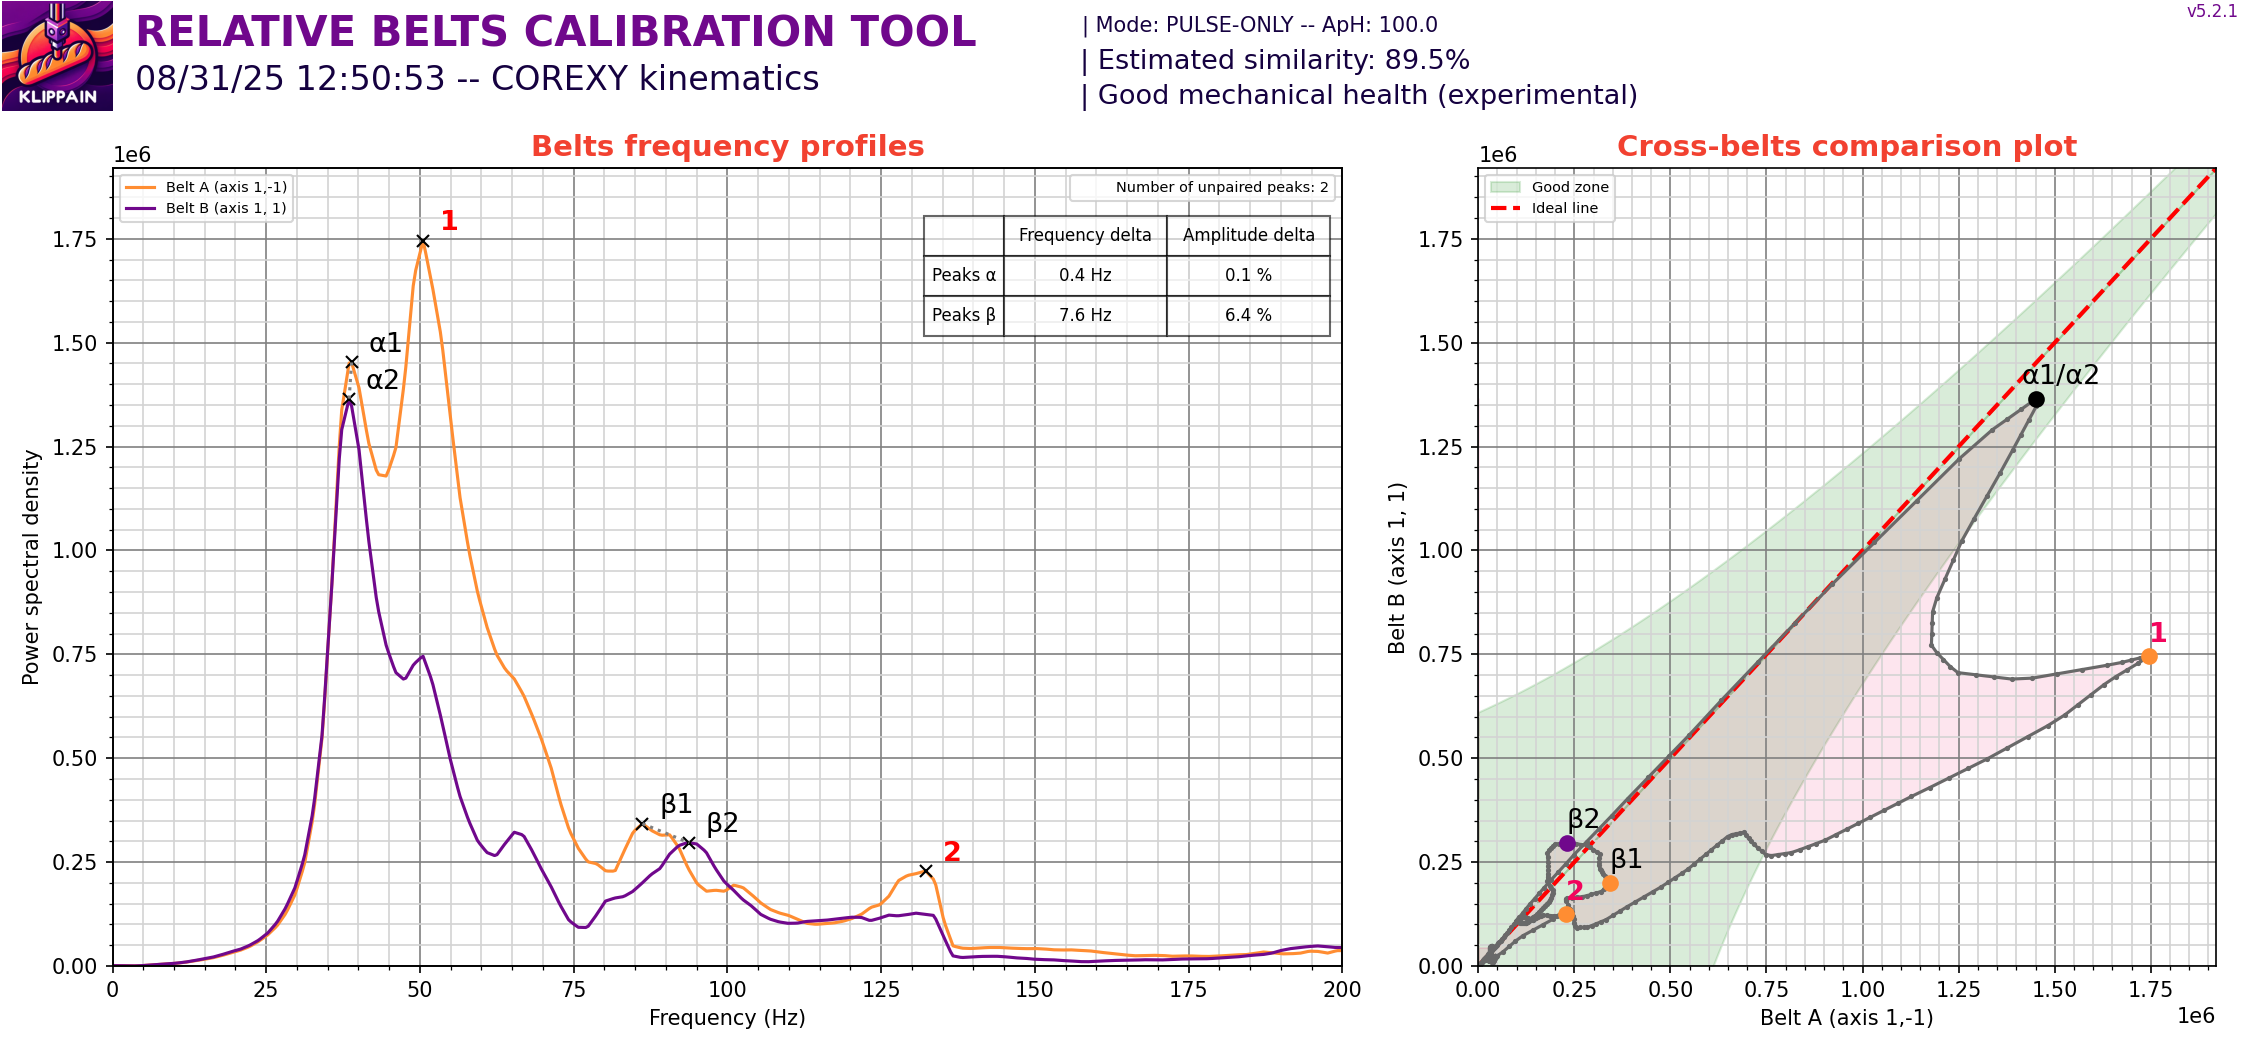 KLIPPAIN
RELATIVE BELTS CALIBRATION TOOL
08/31/25 12:50:53 -- COREXY kinematics
| Mode: PULSE-ONLY -- ApH: 100.0
| Estimated similarity: 89.5%
| Good mechanical health (experimental)
v5.2.1
Belts frequency profiles
1e6
Belt A (axis 1,-1)
Belt B (axis 1, 1)
Number of unpaired peaks: 2
Frequency delta Amplitude delta
Peaks α 0.4 Hz 0.1 %
Peaks β 7.6 Hz 6.4 %
1
α1
α2
β1
β2
2
Power spectral density
1.75
1.50
1.25
1.00
0.75
0.50
0.25
0.00
0 25 50 75 100 125 150 175 200
Frequency (Hz)
Cross-belts comparison plot
1e6
Good zone
Ideal line
α1/α2
1
β2
β1
2
Belt B (axis 1, 1)
1.75
1.50
1.25
1.00
0.75
0.50
0.25
0.00
0.00 0.25 0.50 0.75 1.00 1.25 1.50 1.75
Belt A (axis 1,-1)
1e6